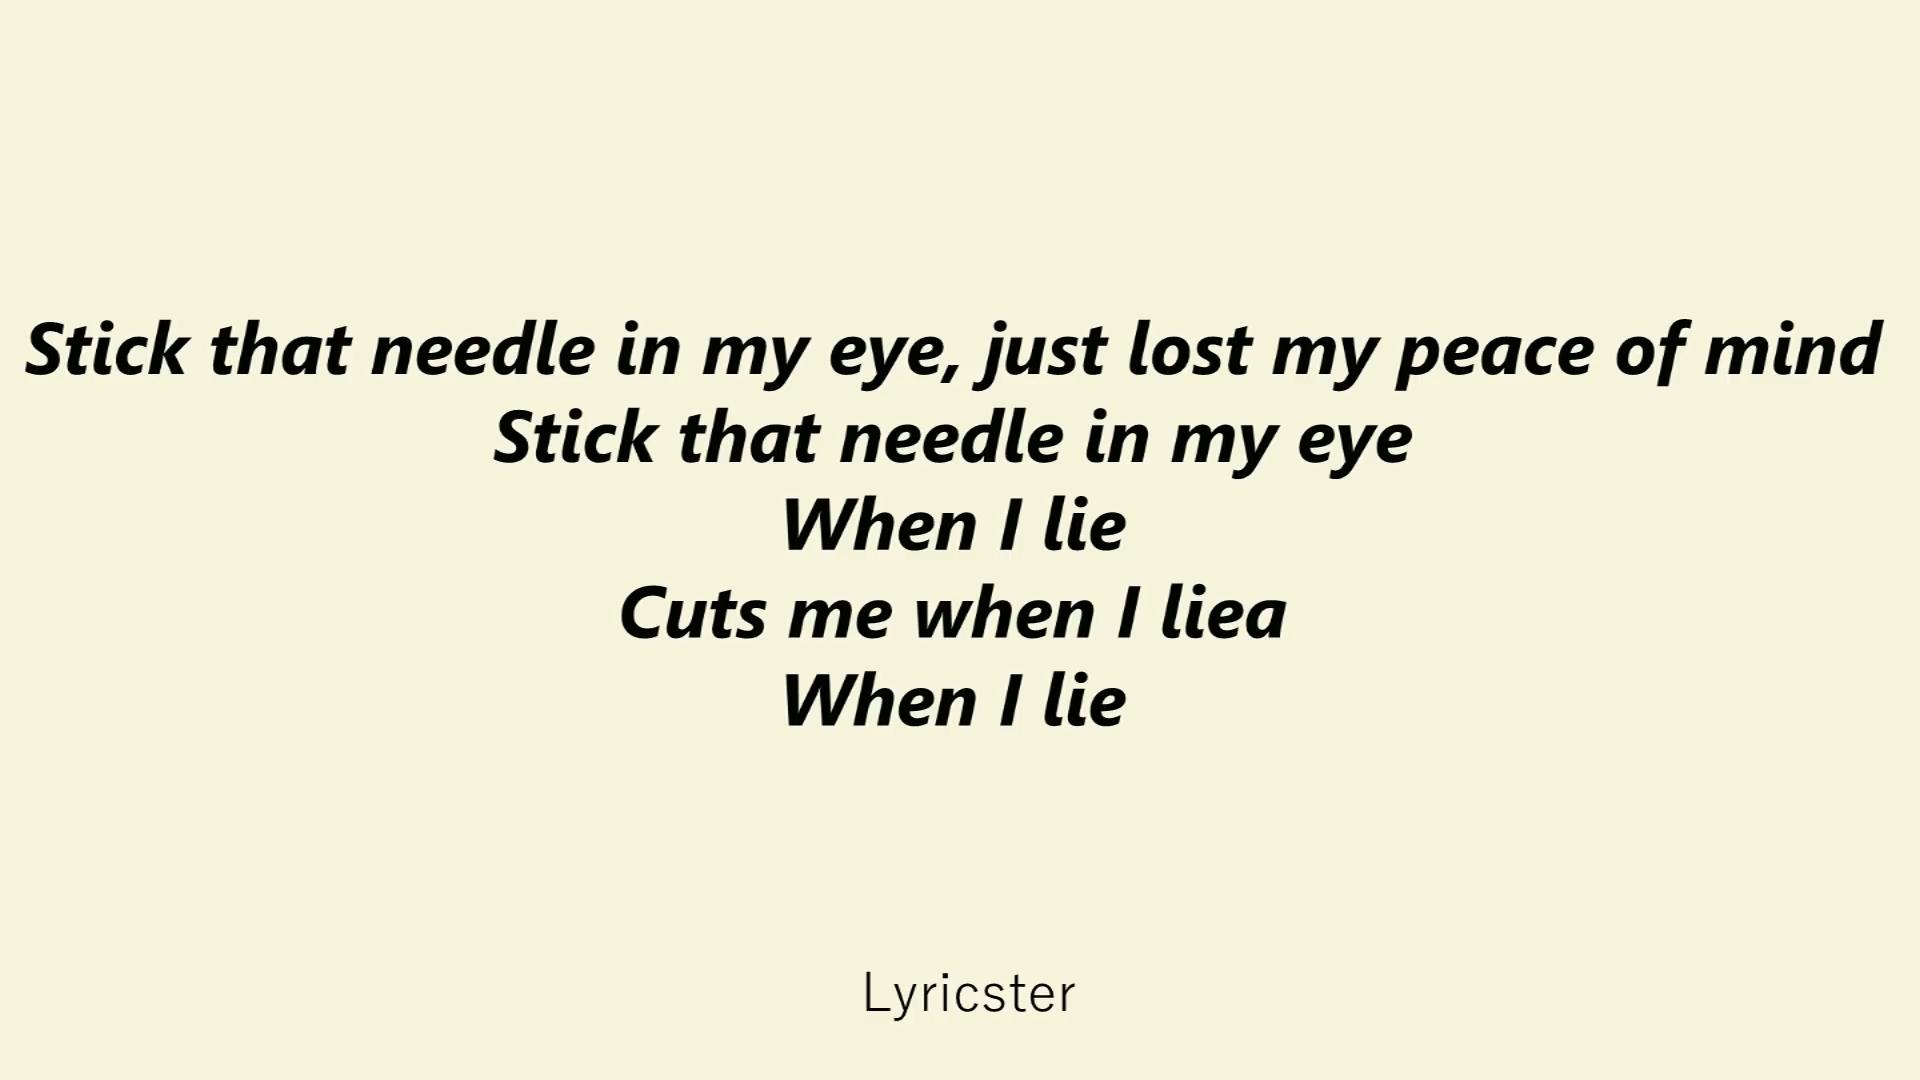 Stick that needle in my eye, just lost my peace of mind
Stick that needle in my eye
When I lie
Cuts me when I liea
When I lie
Lyricster